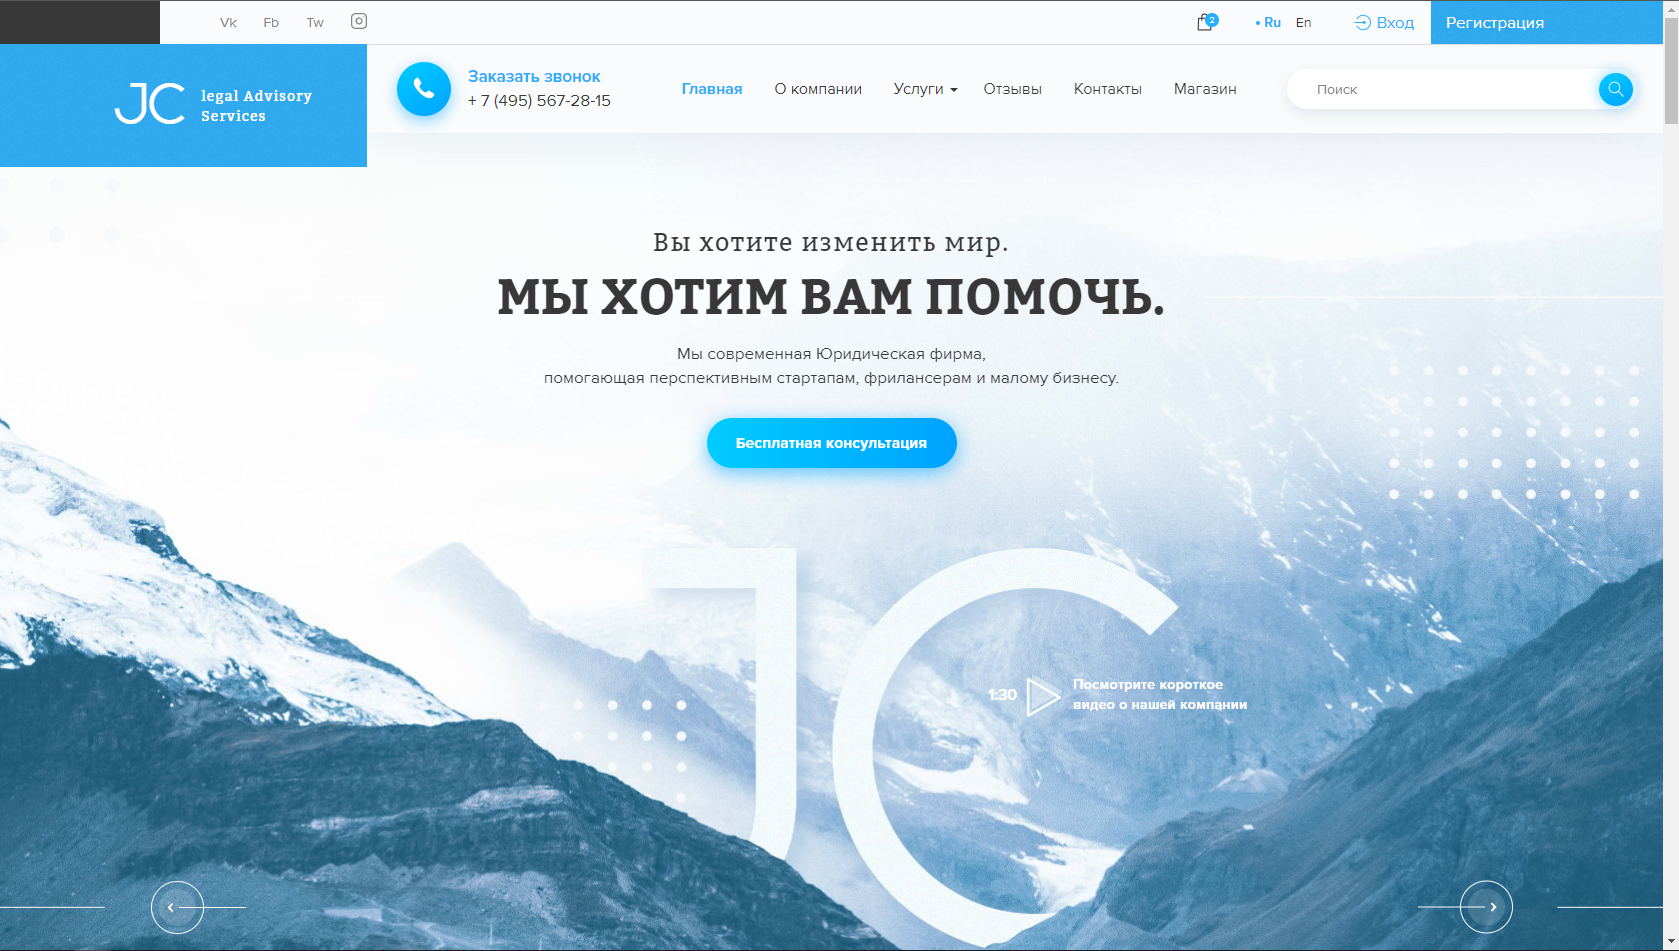 Vk Fb Tw 2 • Ru En Вход Регистрация
JC legal Advisory
Services
Заказать звонок
+ 7 (495) 567-28-15
Главная О компании Услуги Отзывы Контакты Магазин Поиск
Вы хотите изменить мир.
МЫ ХОТИМ ВАМ ПОМОЧЬ.
Мы современная Юридическая фирма,
помогающая перспективным стартапам, фрилансерам и малому бизнесу.
Бесплатная консультация
JC
1:30 Посмотрите короткое
видео о нашей компании